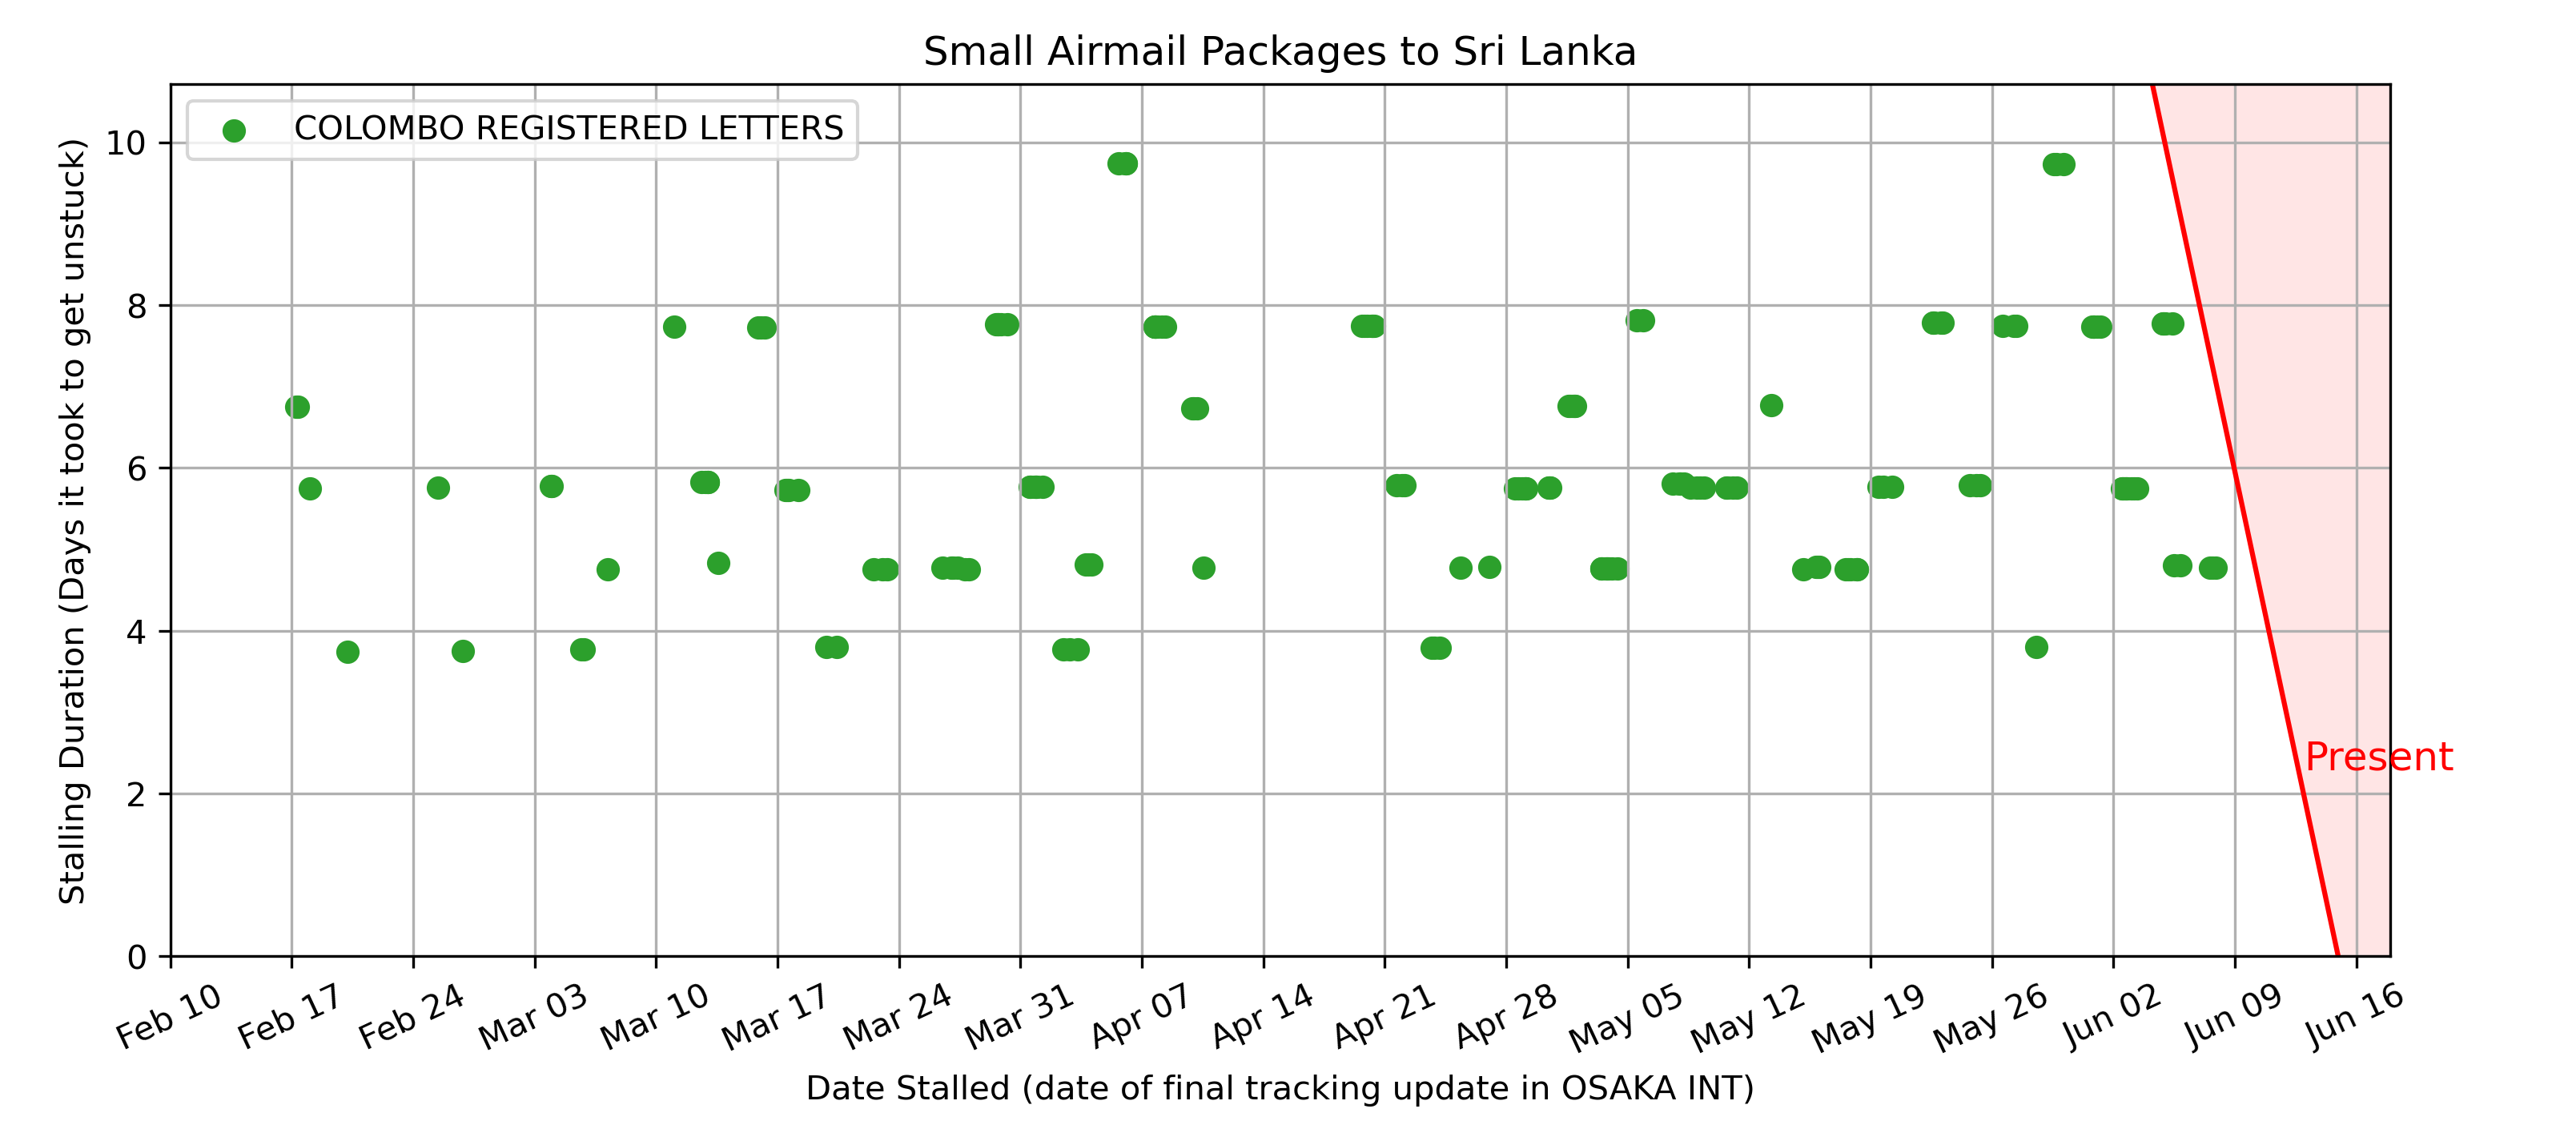 Small Airmail Packages to Sri Lanka
COLOMBO REGISTERED LETTERS
Stalling Duration (Days it took to get unstuck)
10
8
6
4
2
0
Present
Feb 10
Feb 17
Feb 24
Mar 03
Mar 10
Mar 17
Mar 24
Mar 31
Apr 07
Apr 14
Apr 21
Apr 28
May 05
May 12
May 19
May 26
Jun 02
Jun 09
Jun 16
Date Stalled (date of final tracking update in OSAKA INT)